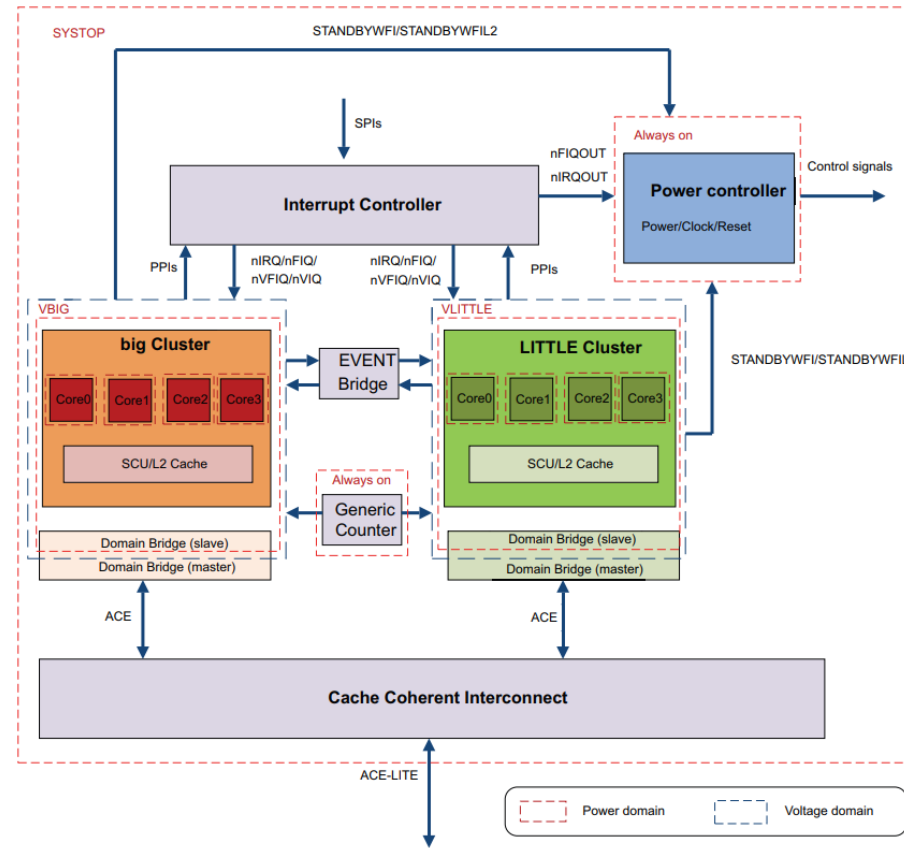 SYSTOP
STANDBYWFI/STANDBYWFIL2
SPIs
Always on
nFIQOUT
nIRQOUT
Power controller
Power/Clock/Reset
Control signals
Interrupt Controller
PPIs
nIRQ/nFIQ/
nVFIQ/nVIQ
nIRQ/nFIQ/
nVFIQ/nVIQ
PPIs
VBIG
big Cluster
Core0
Core1
Core2
Core3
SCU/L2 Cache
EVENT
Bridge
VLITTLE
LITTLE Cluster
Core0
Core1
Core2
Core3
SCU/L2 Cache
STANDBYWFI/STANDBYWFIL
Always on
Generic
Counter
Domain Bridge (slave)
Domain Bridge (master)
Domain Bridge (slave)
Domain Bridge (master)
ACE
ACE
Cache Coherent Interconnect
ACE-LITE
Power domain
Voltage domain